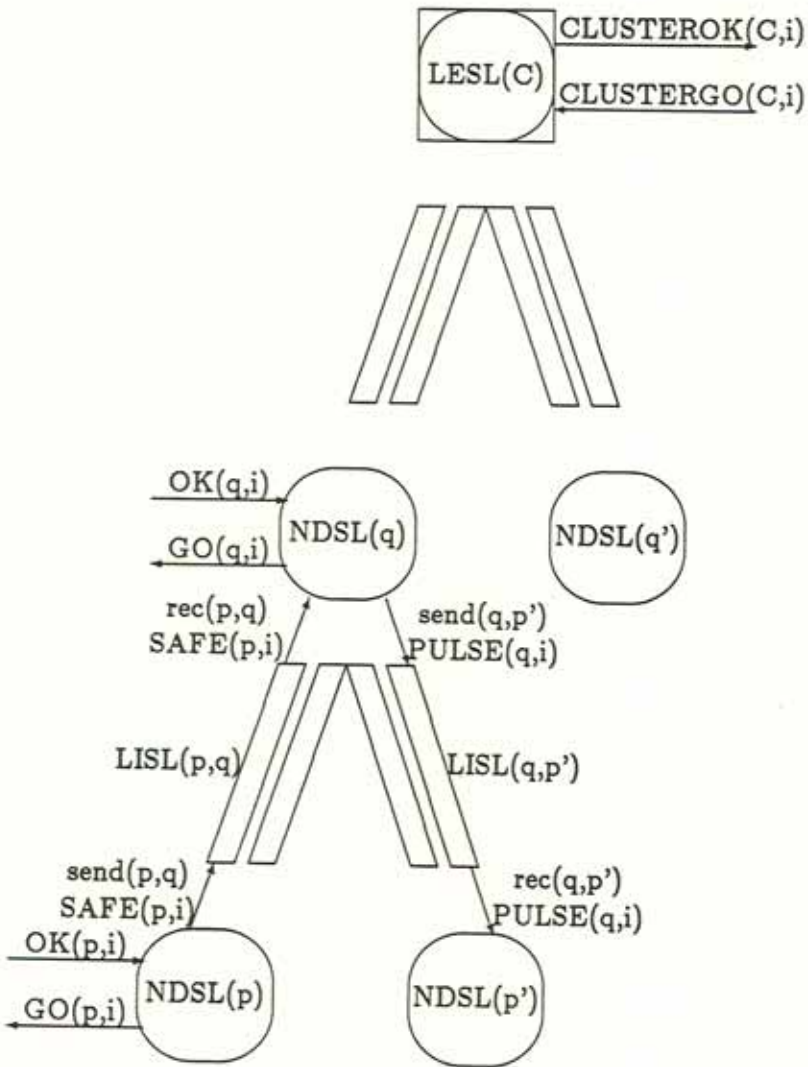 CLUSTEROK(C,i)
LESL(C)
CLUSTERGO(C,i)
OK(q,i)
NDSL(q)
NDSL(q')
GO(q,i)
rec(p,q)
SAFE(p,i)
send(q,p')
PULSE(q,i)
LISL(p,q)
LISL(q,p')
send(p,q)
SAFE(p,i)
rec(q,p')
PULSE(q,i)
OK(p,i)
NDSL(p)
NDSL(p')
GO(p,i)